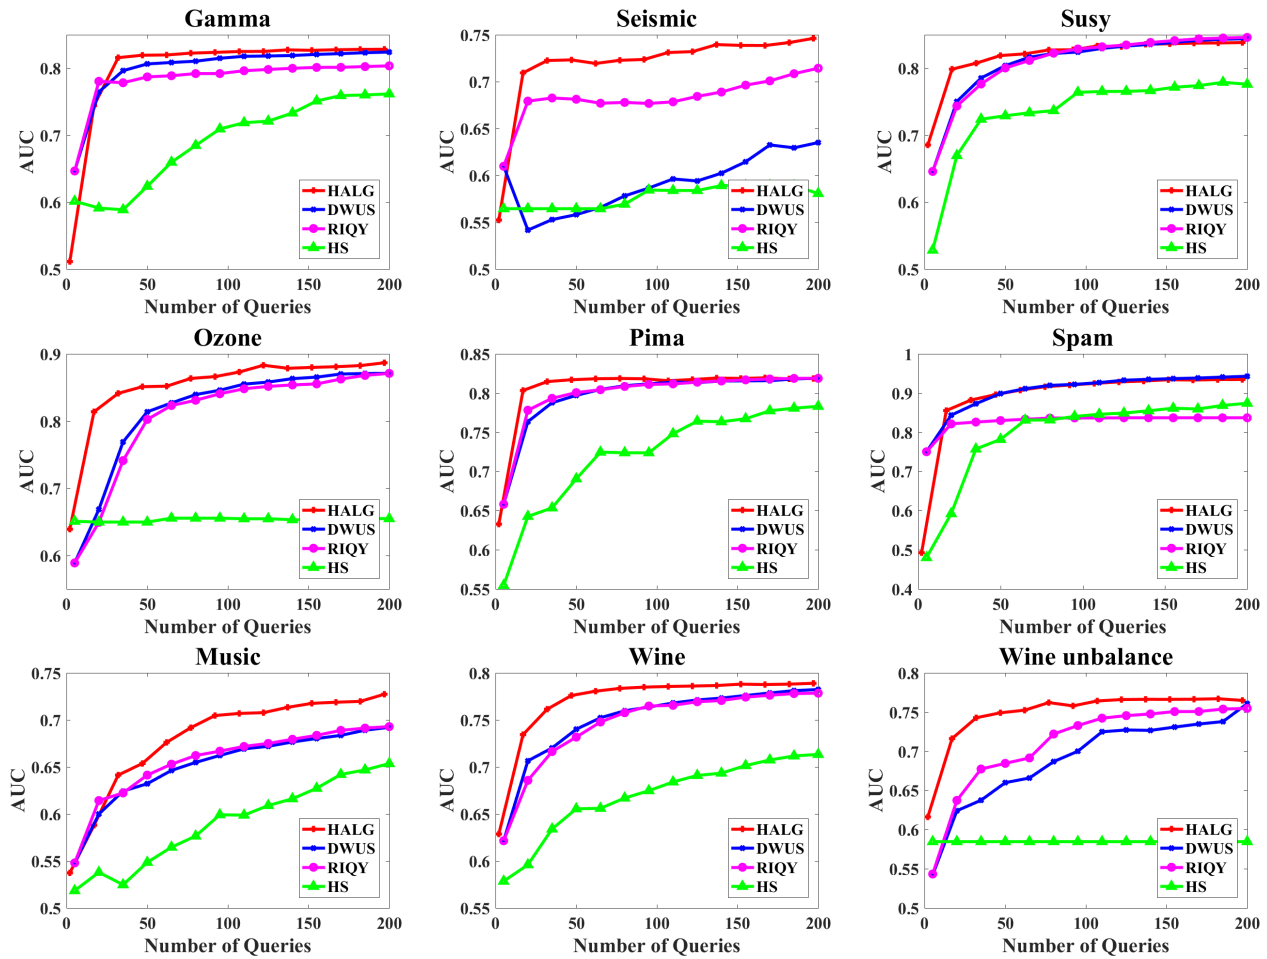 Gamma
AUC
0.8
0.7
0.6
0.5
0 50 100 150 200
Number of Queries
HALG
DWUS
RIQY
HS
Seismic
AUC
0.75
0.7
0.65
0.6
0.55
0.5
0 50 100 150 200
Number of Queries
HALG
DWUS
RIQY
HS
Susy
AUC
0.8
0.7
0.6
0.5
0 50 100 150 200
Number of Queries
HALG
DWUS
RIQY
HS
Ozone
AUC
0.9
0.8
0.7
0.6
0 50 100 150 200
Number of Queries
HALG
DWUS
RIQY
HS
Pima
AUC
0.85
0.8
0.75
0.7
0.65
0.6
0.55
0 50 100 150 200
Number of Queries
HALG
DWUS
RIQY
HS
Spam
AUC
1
0.9
0.8
0.7
0.6
0.5
0.4
0 50 100 150 200
Number of Queries
HALG
DWUS
RIQY
HS
Music
AUC
0.75
0.7
0.65
0.6
0.55
0.5
0 50 100 150 200
Number of Queries
HALG
DWUS
RIQY
HS
Wine
AUC
0.8
0.75
0.7
0.65
0.6
0.55
0 50 100 150 200
Number of Queries
HALG
DWUS
RIQY
HS
Wine unbalance
AUC
0.8
0.75
0.7
0.65
0.6
0.55
0.5
0 50 100 150 200
Number of Queries
HALG
DWUS
RIQY
HS